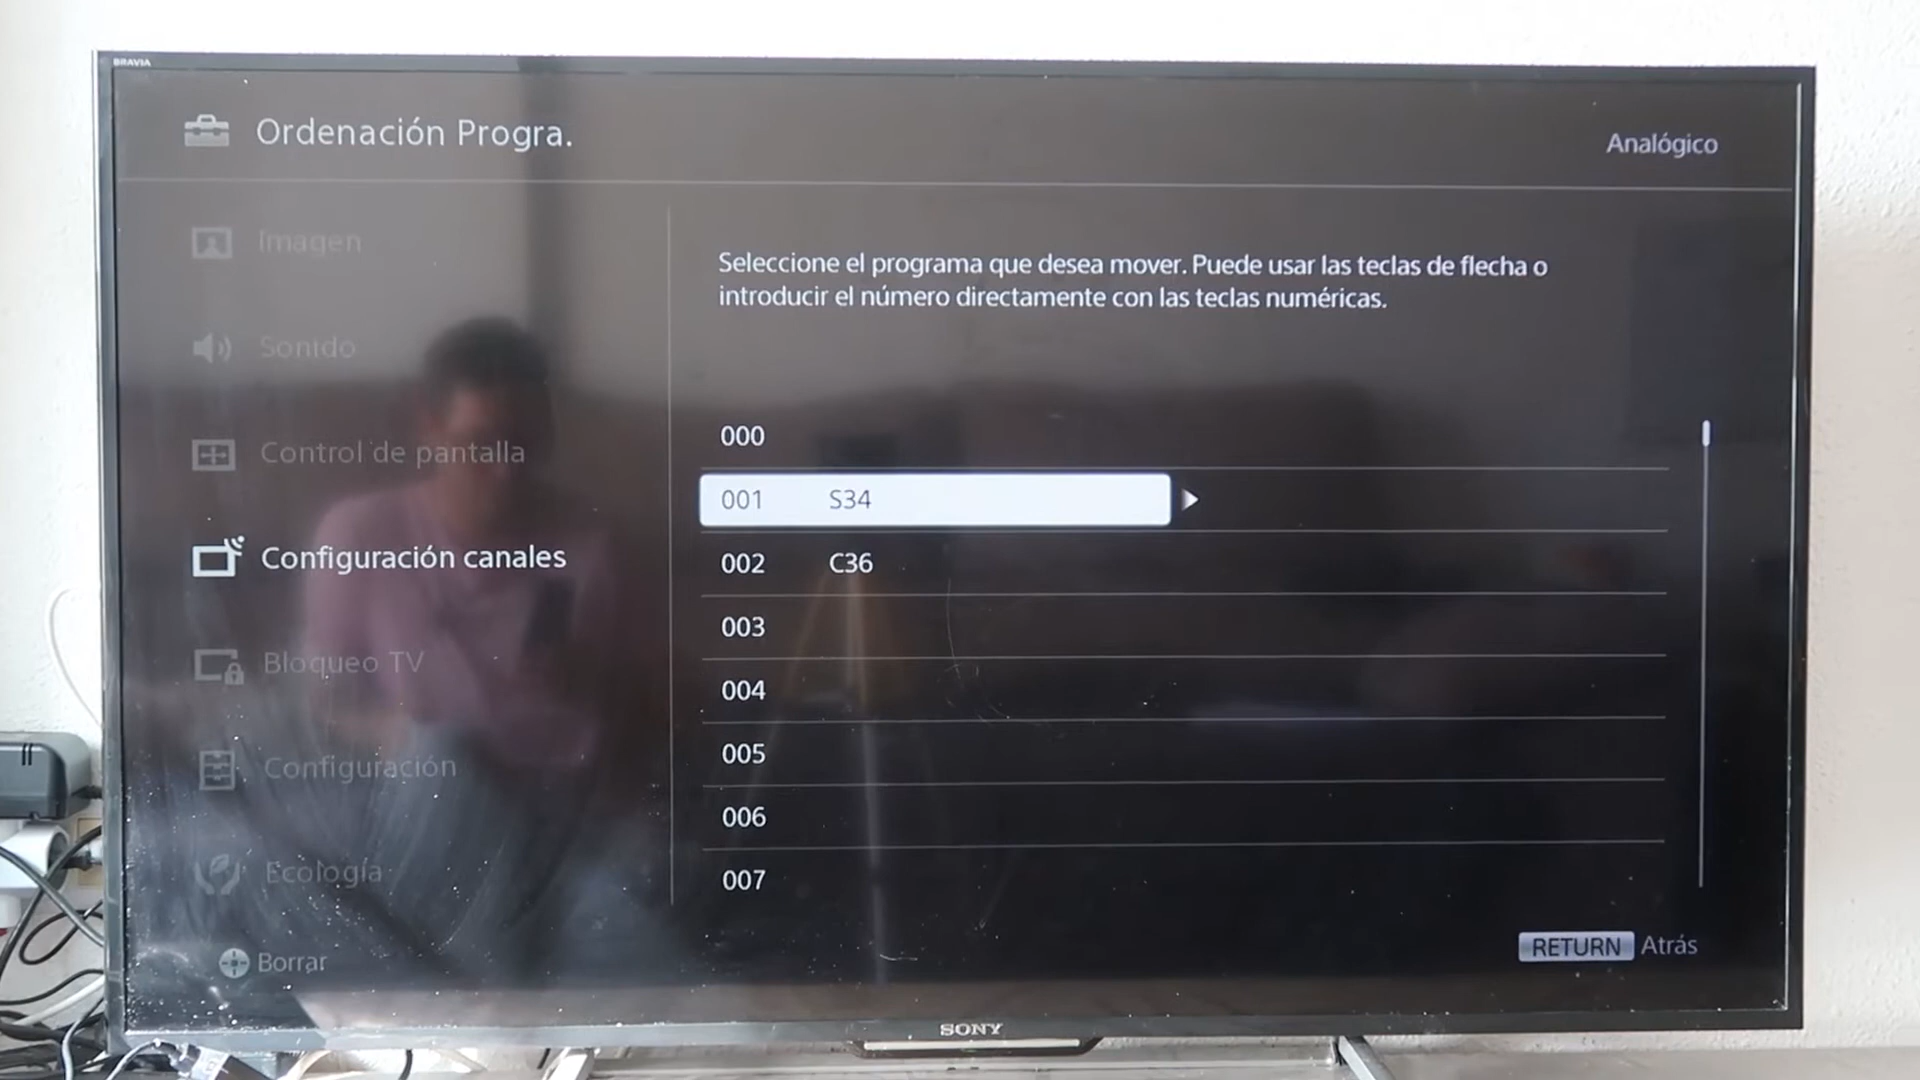 BRAVIA
Ordenación Progra.
Analógico
Imagen
Sonido
Control de pantalla
Configuración canales
Bloqueo TV
Configuración
Ecología
Borrar
Seleccione el programa que desea mover. Puede usar las teclas de flecha o
introducir el número directamente con las teclas numéricas.
000
001 S34
002 C36
003
004
005
006
007
RETURN Atrás
SONY